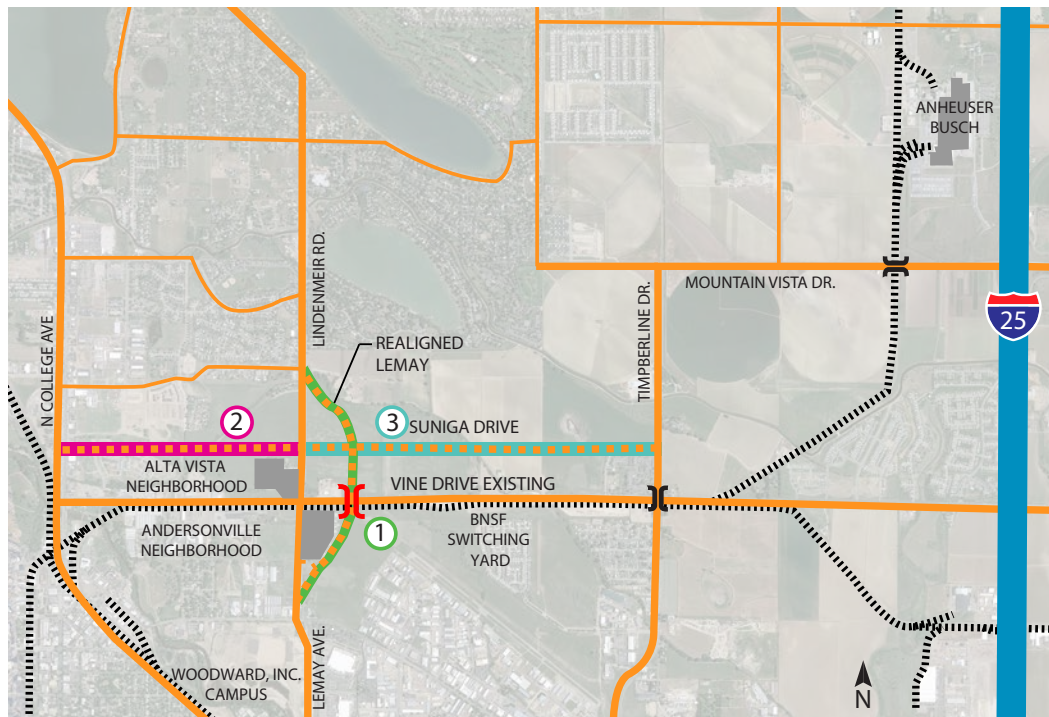 ANHEUSER
BUSCH
LINDENMEIR RD.
MOUNTAIN VISTA DR.
TIMPBERLINE DR.
25
REALIGNED
LEMAY
N COLLEGE AVE
2
3
SUNIGA DRIVE
ALTA VISTA
NEIGHBORHOOD
VINE DRIVE EXISTING
ANDERSONVILLE
NEIGHBORHOOD
1
BNSF
SWITCHING
YARD
LEMAY AVE.
WOODWARD, INC.
CAMPUS
N